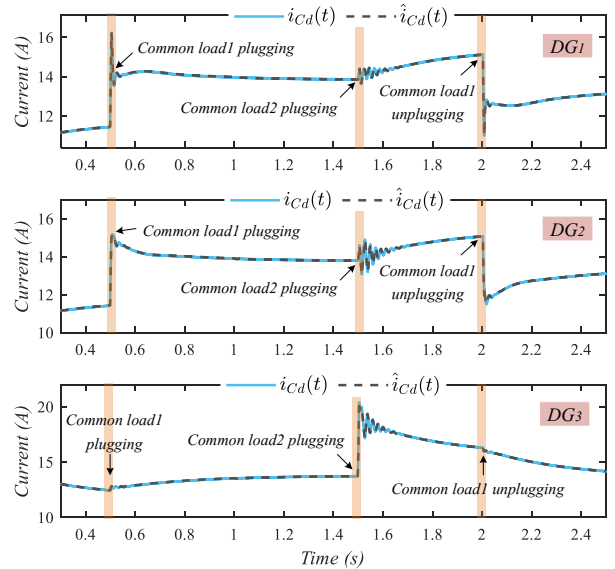 i_Cd(t) î_Cd(t)
16
14
12
Current (A)
Common load1 plugging
Common load2 plugging
Common load1
unplugging
DG1
0.4 0.6 0.8 1 1.2 1.4 1.6 1.8 2 2.2 2.4
i_Cd(t) î_Cd(t)
16
14
12
10
Current (A)
Common load1 plugging
Common load2 plugging
Common load1
unplugging
DG2
0.4 0.6 0.8 1 1.2 1.4 1.6 1.8 2 2.2 2.4
i_Cd(t) î_Cd(t)
20
15
10
Current (A)
Common load1
plugging
Common load2 plugging
Common load1 unplugging
DG3
0.4 0.6 0.8 1 1.2 1.4 1.6 1.8 2 2.2 2.4
Time (s)